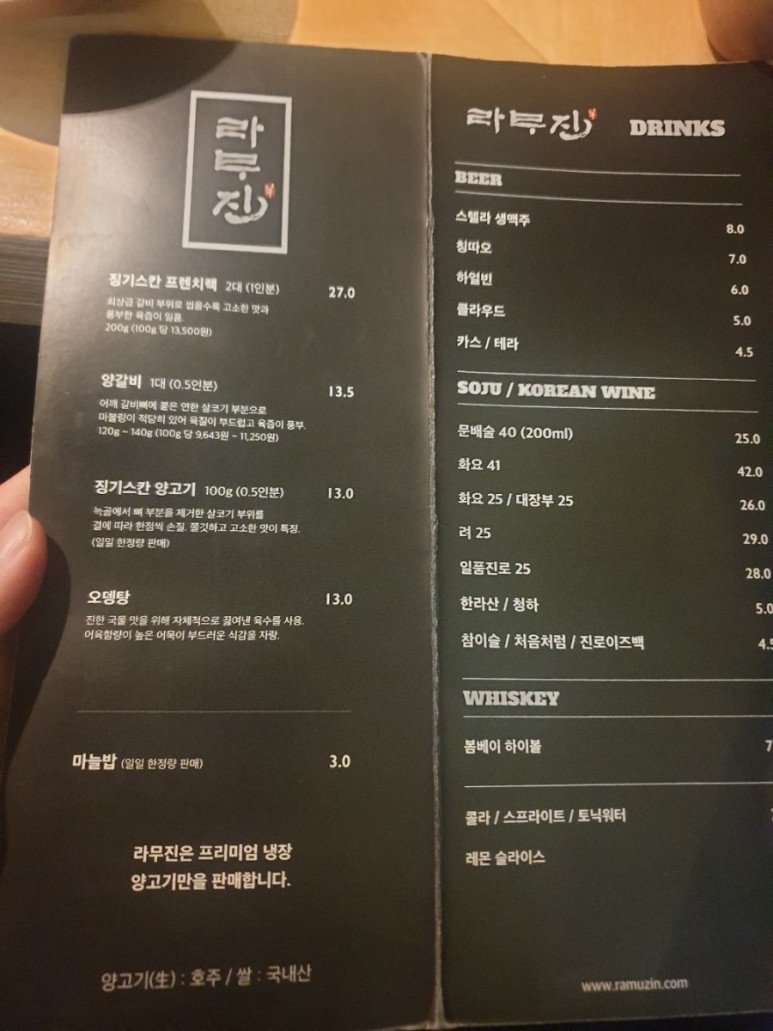 라
무
진
징기스칸 프렌치랙 2대 (1인분) 27.0
최상급 갈비 부위로 씹을수록 고소한 맛과
풍부한 육즙이 일품.
200g (100g 당 13,500원)
양갈비 1대 (0.5인분) 13.5
어깨 갈비뼈에 붙은 연한 살코기 부분으로
마블링이 적당히 있어 육질이 부드럽고 육즙이 풍부.
120g ~ 140g (100g 당 9,643원 ~ 11,250원)
징기스칸 양고기 100g (0.5인분) 13.0
늑골에서 뼈 부분을 제거한 살코기 부위를
결에 따라 한점씩 손질. 쫄깃하고 고소한 맛이 특징.
(일일 한정량 판매)
오뎅탕 13.0
진한 국물 맛을 위해 자체적으로 끓여낸 육수를 사용.
어육함량이 높은 어묵이 부드러운 식감을 자랑.
마늘밥 (일일 한정량 판매) 3.0
라무진은 프리미엄 냉장
양고기만을 판매합니다.
양고기(生) : 호주 / 쌀 : 국내산
라무진 DRINKS
BEER
스텔라 생맥주 8.0
칭따오 7.0
하얼빈 6.0
클라우드 5.0
카스 / 테라 4.5
SOJU / KOREAN WINE
문배술 40 (200ml) 25.0
화요 41 42.0
화요 25 / 대장부 25 26.0
려 25 29.0
일품진로 25 28.0
한라산 / 청하 5.0
참이슬 / 처음처럼 / 진로이즈백 4.5
WHISKEY
봄베이 하이볼 7
콜라 / 스프라이트 / 토닉워터
레몬 슬라이스
www.ramuzin.com